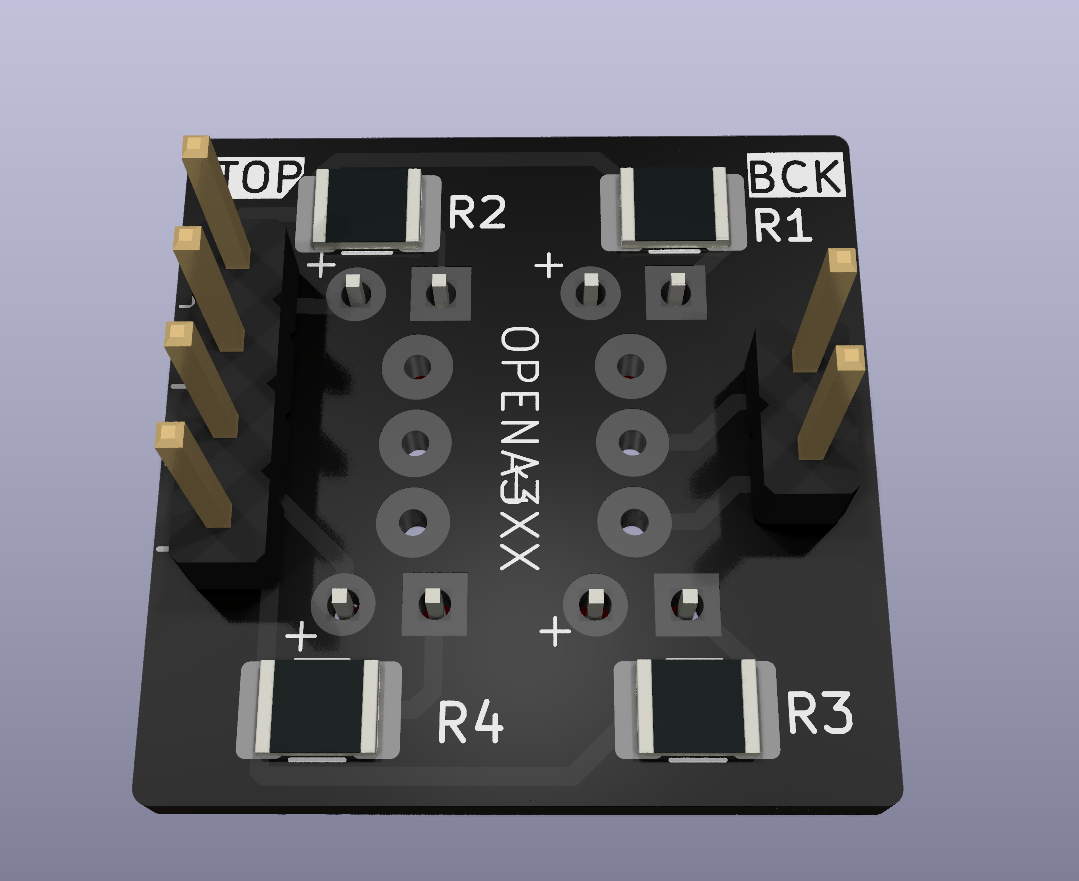 TOP
BCK
R2
R1
+
+
OPENA3XX
+
+
R4
R3